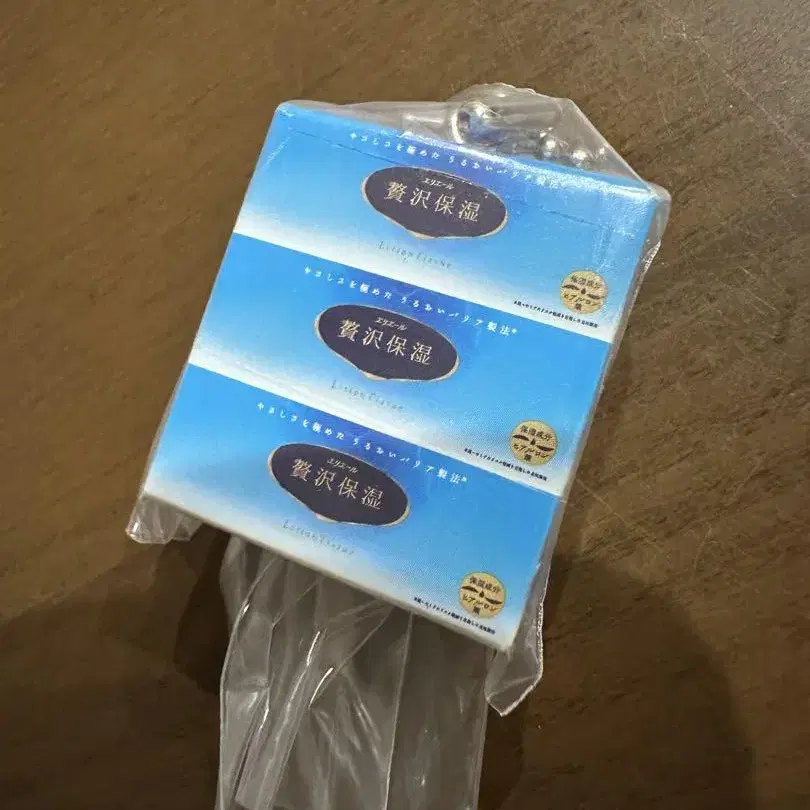 やさしさを極めた うるおいバリア製法*
エリエール
贅沢保湿
Lotion Tissue
保湿成分
ヒアルロン
酸
やさしさを極めた うるおいバリア製法*
エリエール
贅沢保湿
Lotion Tissue
保湿成分
ヒアルロン
酸
やさしさを極めた うるおいバリア製法*
エリエール
贅沢保湿
Lotion Tissue
保湿成分
ヒアルロン
酸